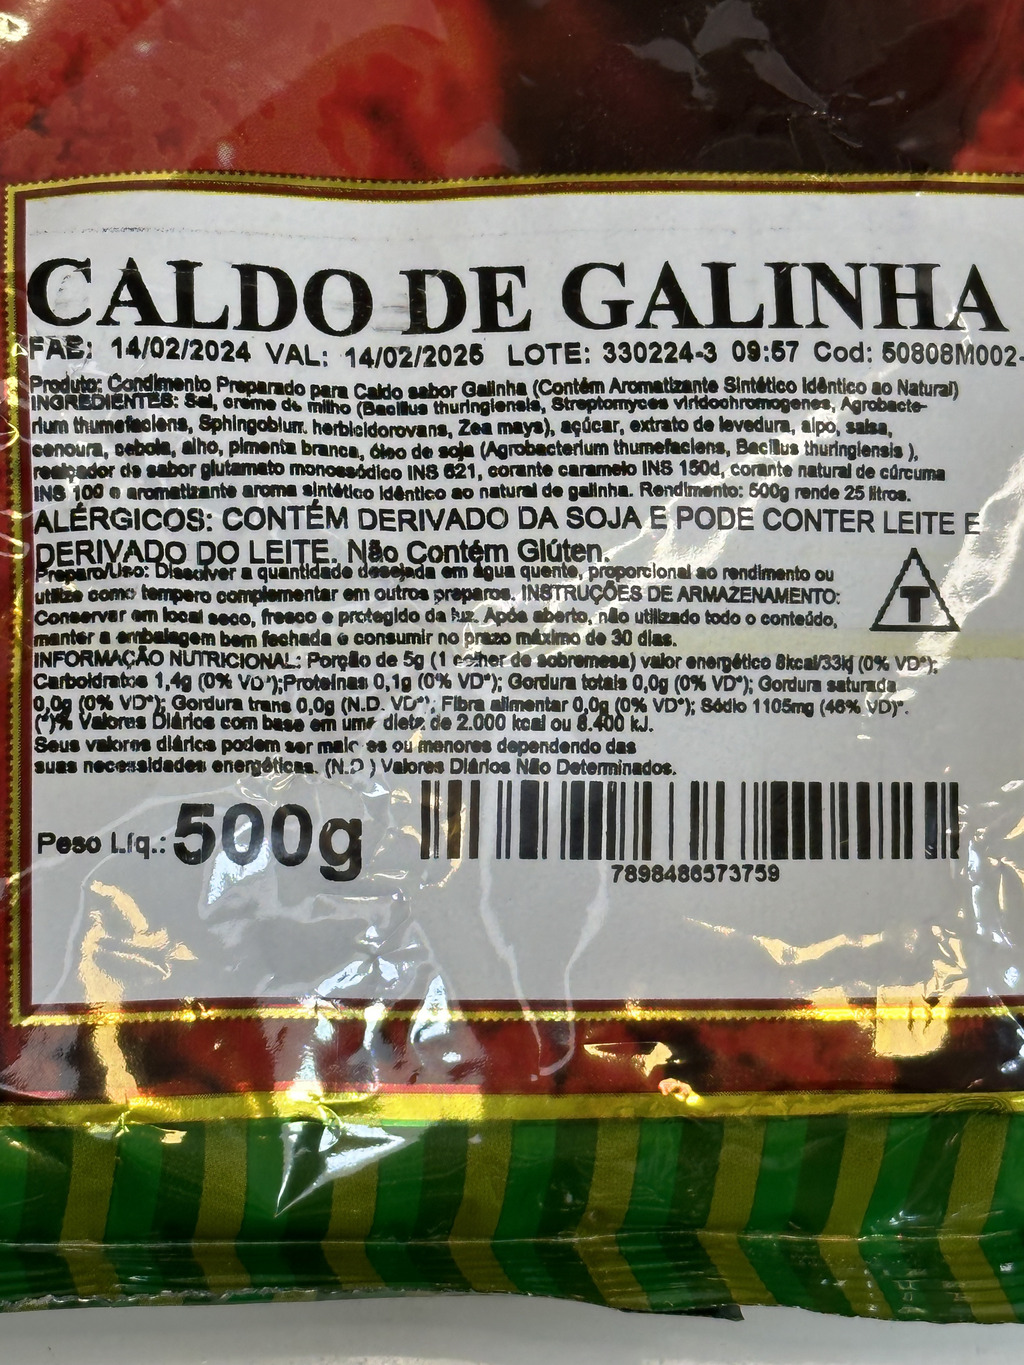 CALDO DE GALINHA
FAB: 14/02/2024 VAL: 14/02/2025 LOTE: 330224-3 09:57 Cod: 50808M002-
Produto: Condimento Preparado para Caldo sabor Galinha (Contém Aromatizante Sintético Idêntico ao Natural)
INGREDIENTES: Sal, creme de milho (Bacillus thuringiensis, Streptomyces viridochromogenes, Agrobacte-
rium thumefaciens, Sphingobium herbicidorovans, Zea mays), açúcar, extrato de levedura, aipo, salsa,
cenoura, cebola, alho, pimenta branca, óleo de soja (Agrobacterium thumefaciens, Bacillus thuringiensis ),
realçador de sabor glutamato monossódico INS 621, corante caramelo INS 150d, corante natural de cúrcuma
INS 100 e aromatizante aroma sintético idêntico ao natural de galinha. Rendimento: 500g rende 25 litros.
ALÉRGICOS: CONTÉM DERIVADO DA SOJA E PODE CONTER LEITE E
DERIVADO DO LEITE. Não Contém Glúten.
Preparo/Uso: Dissolver a quantidade desejada em água quente, proporcional ao rendimento ou
utilize como tempero complementar em outros preparos. INSTRUÇÕES DE ARMAZENAMENTO:
Conservar em local seco, fresco e protegido da luz. Após aberto, não utilizado todo o conteúdo,
manter a embalagem bem fechada e consumir no prazo máximo de 30 dias.
T
INFORMAÇÃO NUTRICIONAL: Porção de 5g (1 colher de sobremesa) valor energético 8kcal/33kj (0% VD*);
Carboidratos 1,4g (0% VD*);Proteínas 0,1g (0% VD*); Gordura totais 0,0g (0% VD*); Gordura saturada
0,0g (0% VD*); Gordura trans 0,0g (N.D. VD*); Fibra alimentar 0,0g (0% VD*); Sódio 1105mg (46% VD)*.
(*)% Valores Diários com base em uma dieta de 2.000 kcal ou 8.400 kJ.
Seus valores diários podem ser maiores ou menores dependendo das
suas necessidades energéticas. (N.D ) Valores Diários Não Determinados.
Peso Líq.: 500g
7898486573759